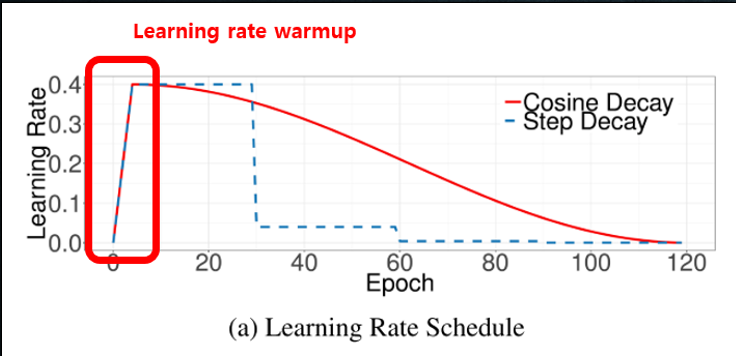 Learning rate warmup
Learning Rate
0.4
0.3
0.2
0.1
0.0
Cosine Decay
Step Decay
0 20 40 60 80 100 120
Epoch
(a) Learning Rate Schedule